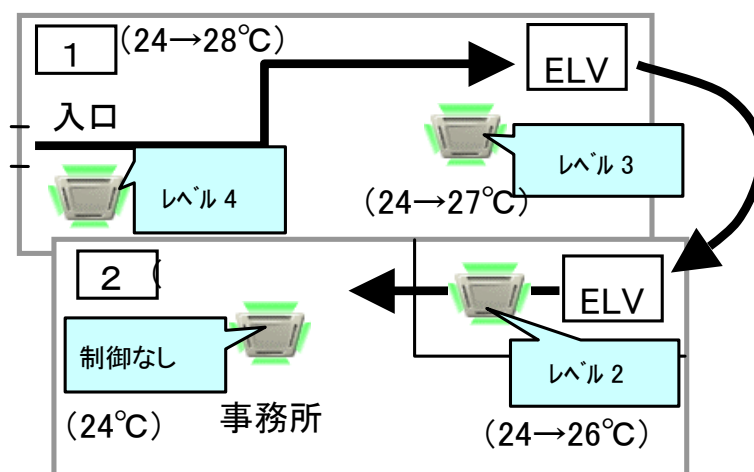 1
(24→28℃)
ELV
入口
レベル 4
レベル 3
(24→27℃)
2 (
ELV
制御なし
レベル 2
(24℃)
事務所
(24→26℃)